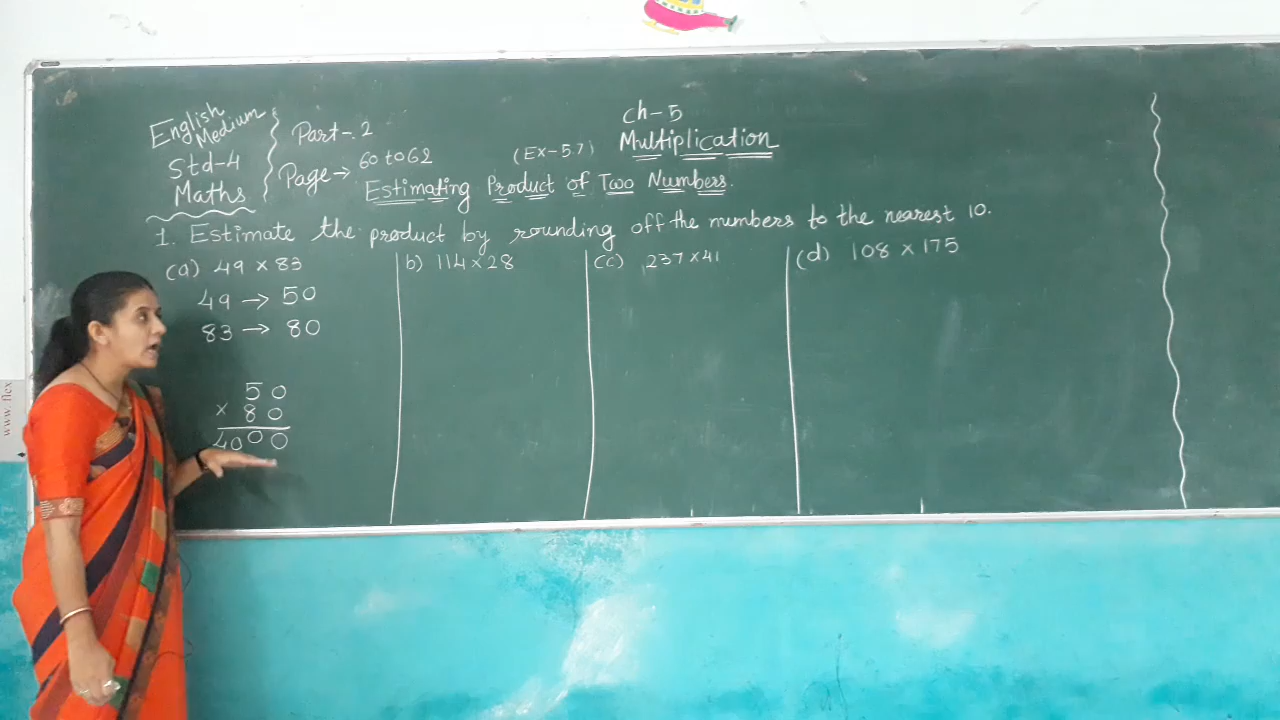 English Medium
Std-4
Maths
Part-2
Page → 60 to 62
Ch-5
(Ex-5.7) Multiplication
Estimating Product of Two Numbers.
1. Estimate the product by rounding off the numbers to the nearest 10.
(a) 49 × 83
49 → 50
83 → 80
50
× 80
4000
b) 114 × 28
(c) 237 × 41
(d) 108 × 175
www.flex